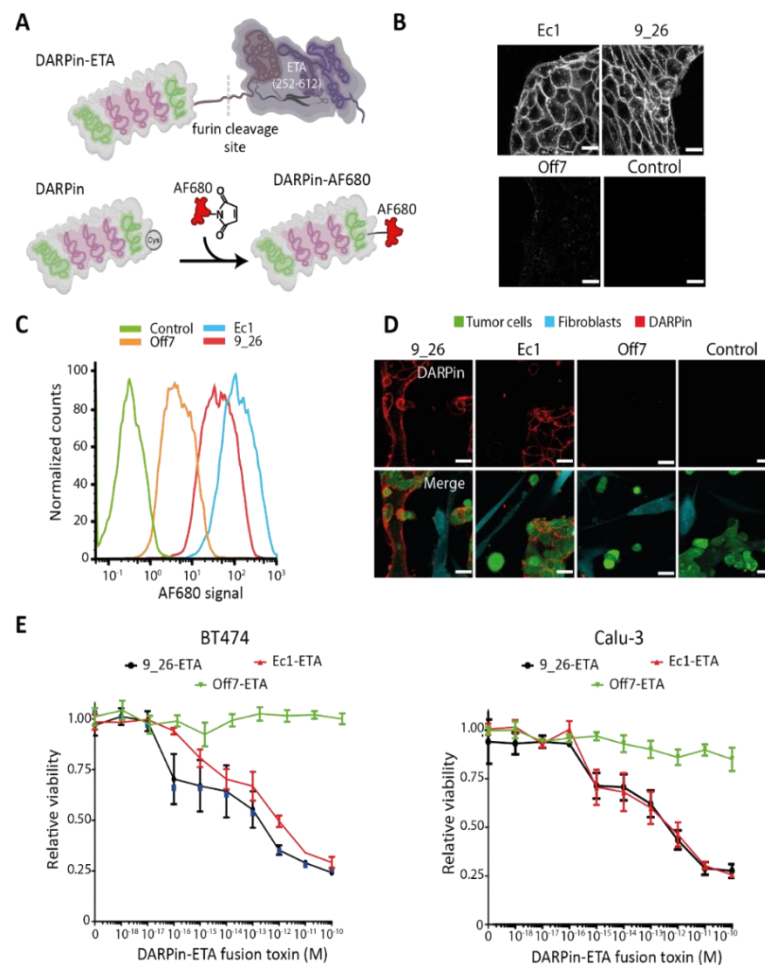 A
DARPin-ETA
ETA
(252-612)
furin cleavage
site
DARPin
AF680
DARPin-AF680
AF680
Cys
B
Ec1
9_26
Off7
Control
C
Control
Ec1
Off7
9_26
Normalized counts
100
80
60
40
20
0
10⁻¹ 10⁰ 10¹ 10² 10³
AF680 signal
D
Tumor cells Fibroblasts DARPin
9_26 Ec1 Off7 Control
DARPin
Merge
E
BT474
9_26-ETA Ec1-ETA
Off7-ETA
Relative viability
1.00
0.75
0.50
0.25
0 10⁻¹⁸ 10⁻¹⁷ 10⁻¹⁶ 10⁻¹⁵ 10⁻¹⁴ 10⁻¹³ 10⁻¹² 10⁻¹¹ 10⁻¹⁰
DARPin-ETA fusion toxin (M)
Calu-3
9_26-ETA Ec1-ETA
Off7-ETA
Relative viability
1.00
0.75
0.50
0.25
0 10⁻¹⁸ 10⁻¹⁷ 10⁻¹⁶ 10⁻¹⁵ 10⁻¹⁴ 10⁻¹³ 10⁻¹² 10⁻¹¹ 10⁻¹⁰
DARPin-ETA fusion toxin (M)